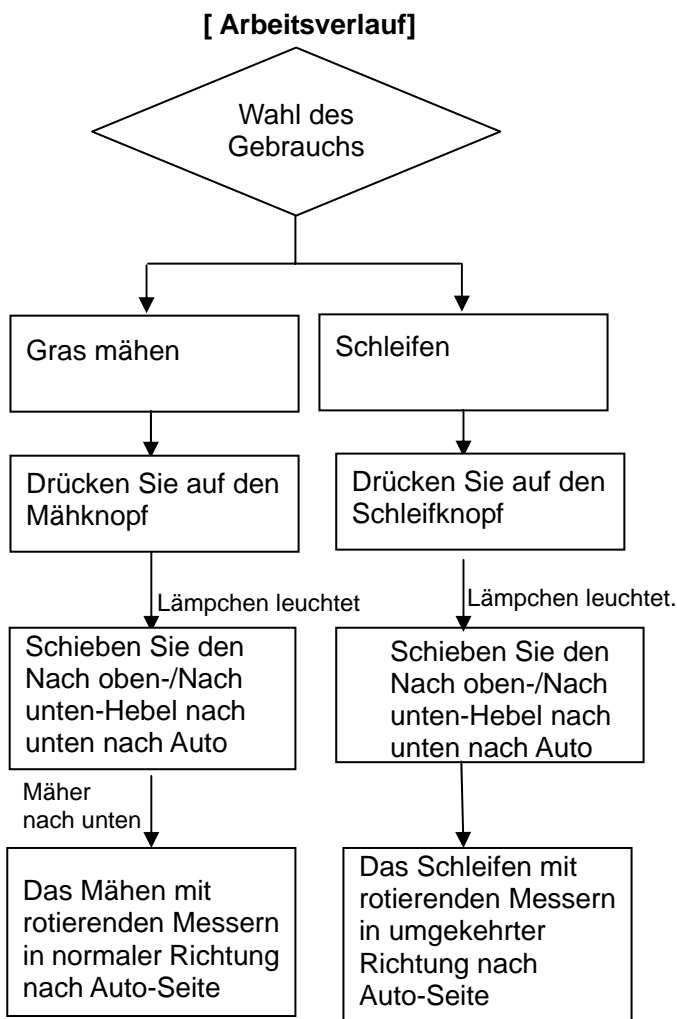 [ Arbeitsverlauf]
Wahl des
Gebrauchs
Gras mähen
Schleifen
Drücken Sie auf den
Mähknopf
Drücken Sie auf den
Schleifknopf
Lämpchen leuchtet
Lämpchen leuchtet.
Schieben Sie den
Nach oben-/Nach
unten-Hebel nach
unten nach Auto
Schieben Sie den
Nach oben-/Nach
unten-Hebel nach
unten nach Auto
Mäher
nach unten
Das Mähen mit
rotierenden Messern
in normaler Richtung
nach Auto-Seite
Das Schleifen mit
rotierenden Messern
in umgekehrter
Richtung nach
Auto-Seite